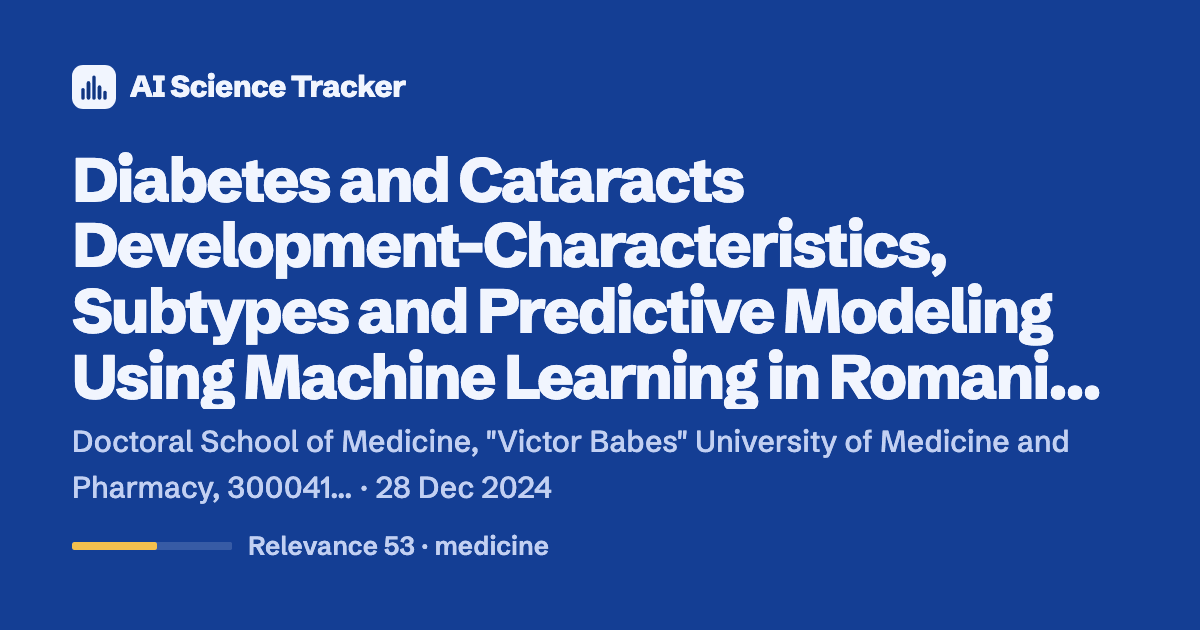 AI Science Tracker
Diabetes and Cataracts
Development-Characteristics,
Subtypes and Predictive Modeling
Using Machine Learning in Romani...
Doctoral School of Medicine, "Victor Babes" University of Medicine and
Pharmacy, 300041... · 28 Dec 2024
Relevance 53 · medicine